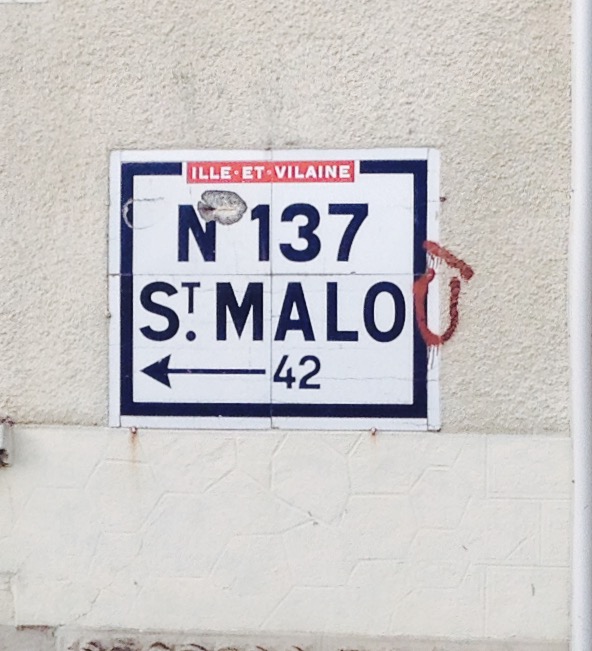 ILLE·ET·VILAINE
N 137
ST. MALO
42